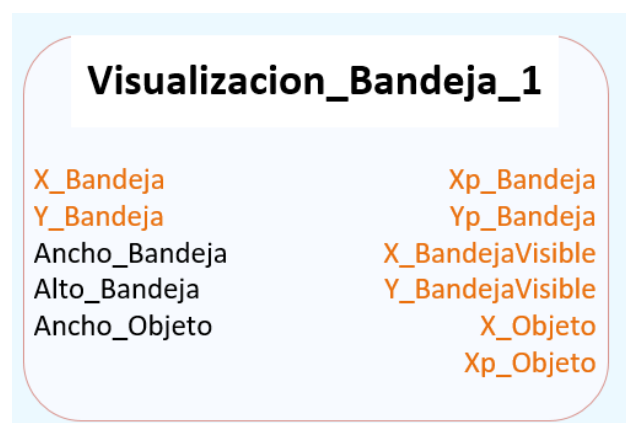 Visualizacion_Bandeja_1
X_Bandeja Xp_Bandeja
Y_Bandeja Yp_Bandeja
Ancho_Bandeja X_BandejaVisible
Alto_Bandeja Y_BandejaVisible
Ancho_Objeto X_Objeto
Xp_Objeto